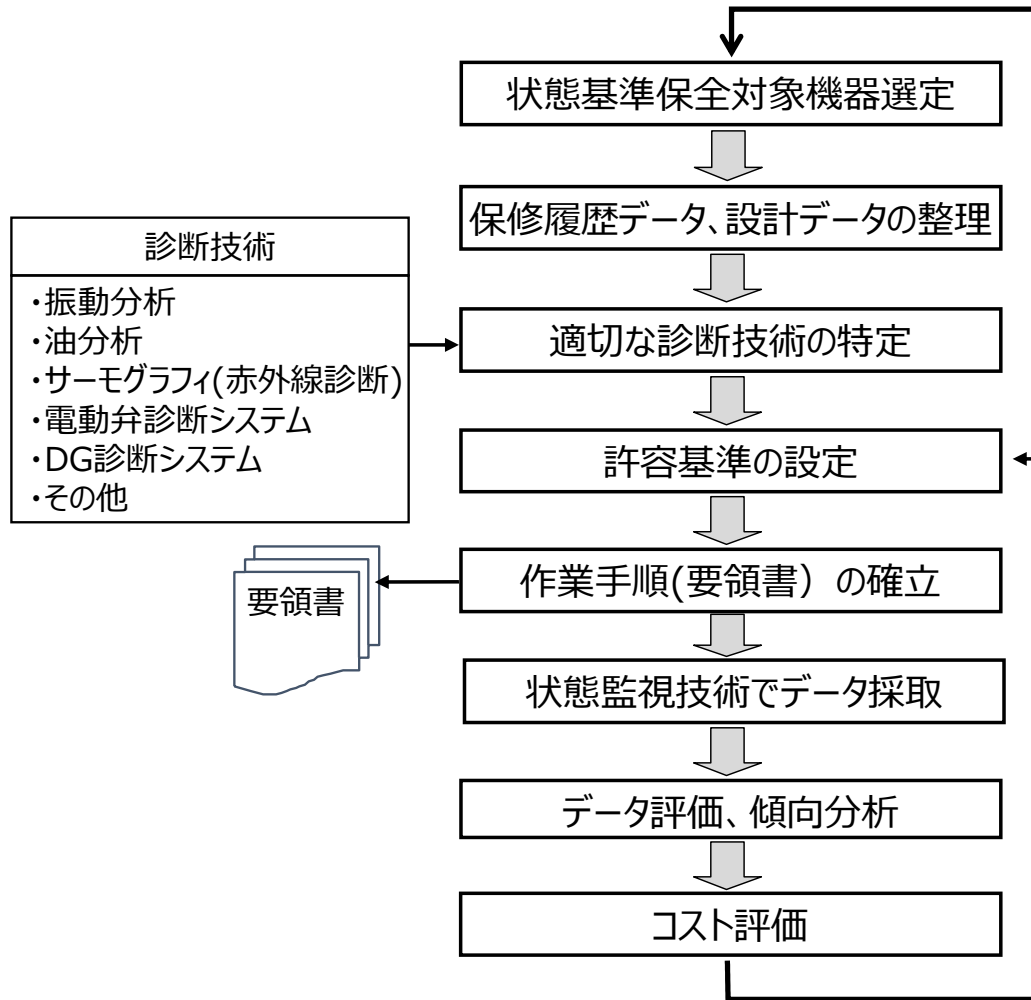 状態基準保全対象機器選定
保修履歴データ、設計データの整理
診断技術
・振動分析
・油分析
・サーモグラフィ(赤外線診断)
・電動弁診断システム
・DG診断システム
・その他
適切な診断技術の特定
許容基準の設定
作業手順(要領書）の確立
要領書
状態監視技術でデータ採取
データ評価、傾向分析
コスト評価